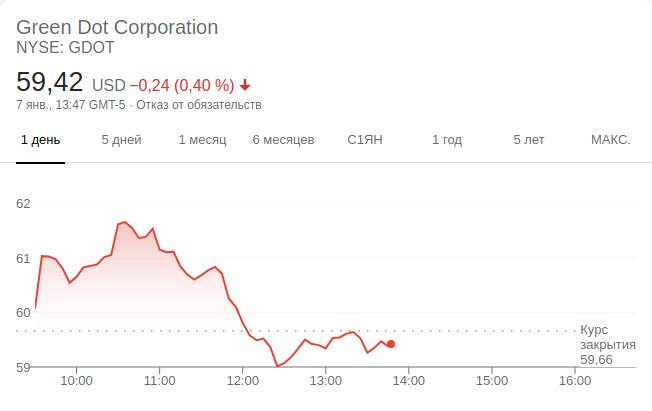 Green Dot Corporation
NYSE: GDOT
59,42 USD −0,24 (0,40 %)
7 янв., 13:47 GMT-5 · Отказ от обязательств
1 день 5 дней 1 месяц 6 месяцев С1ЯН 1 год 5 лет МАКС.
62
61
60
Курс
закрытия
59,66
59
10:00 11:00 12:00 13:00 14:00 15:00 16:00